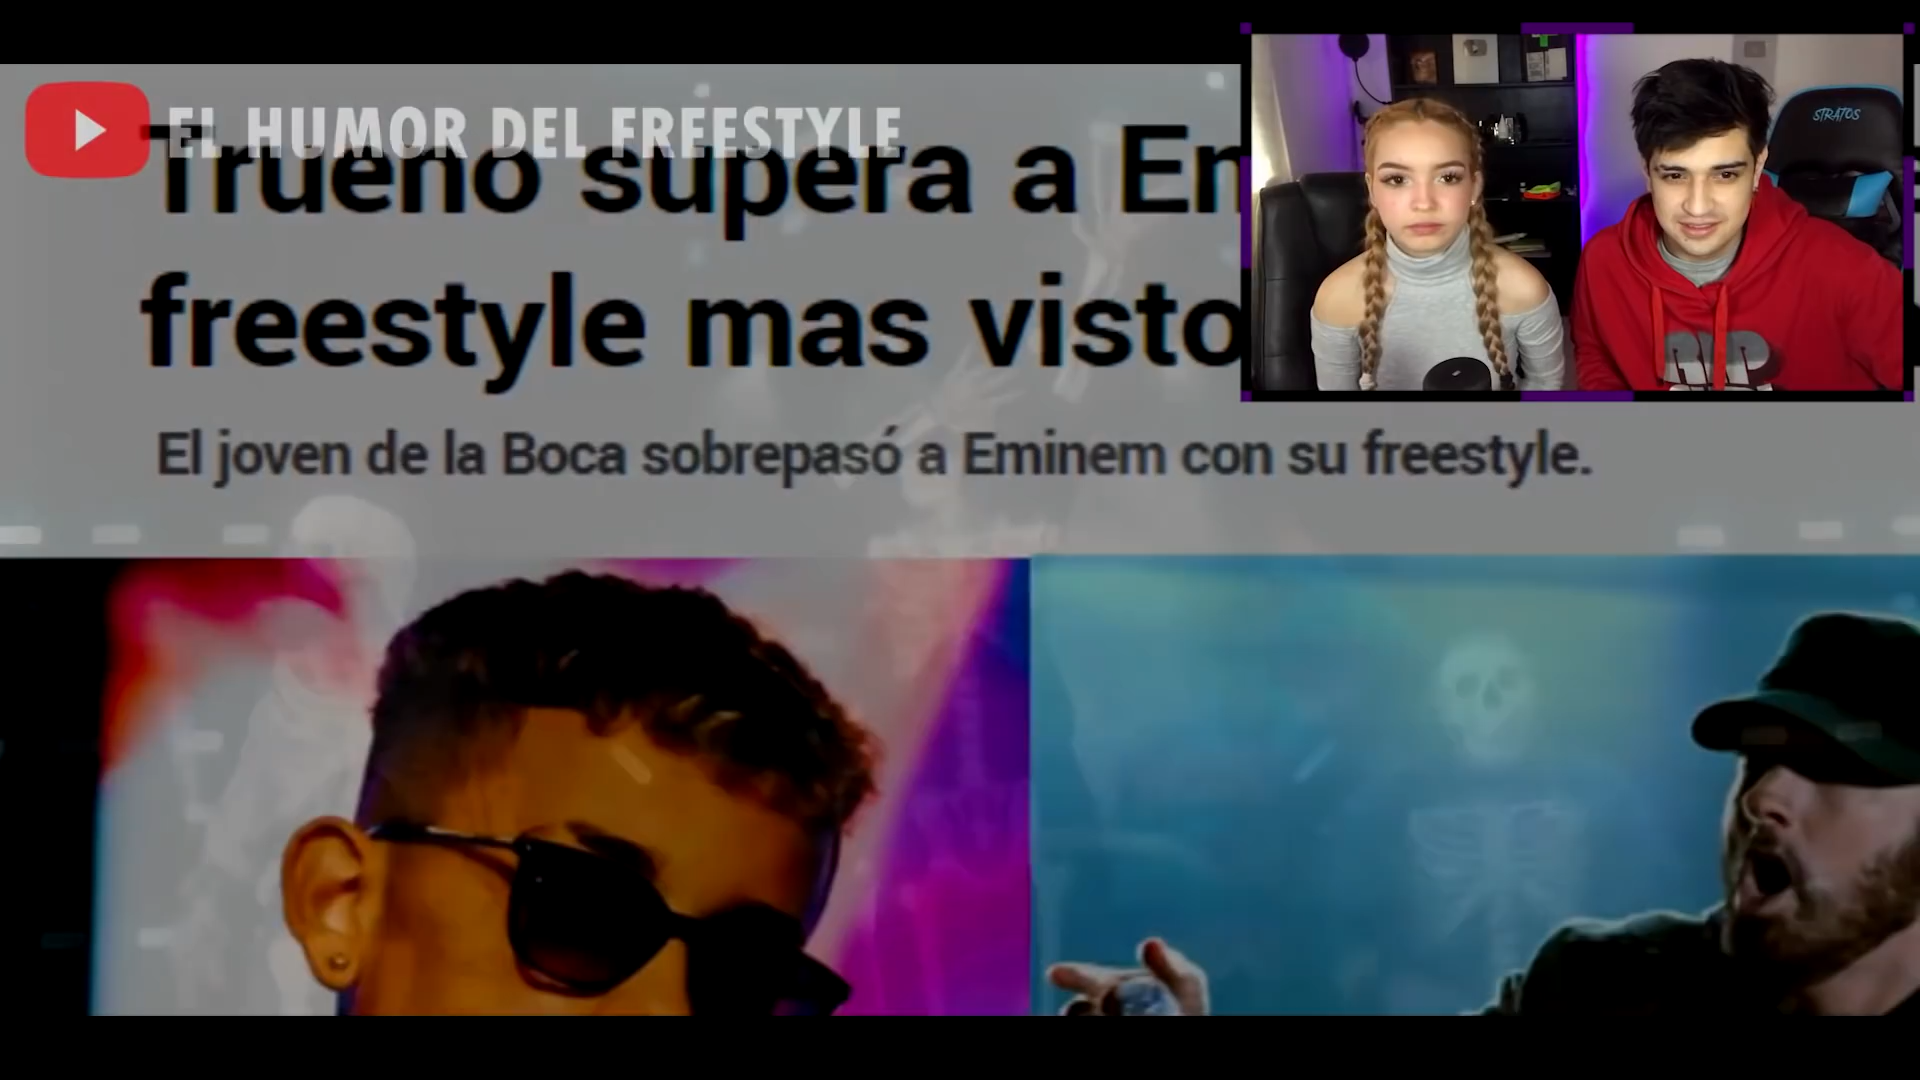 EL HUMOR DEL FREESTYLE
Trueno supera a
freestyle mas visto
El joven de la Boca sobrepasó a Eminem con su freestyle.
STRATOS